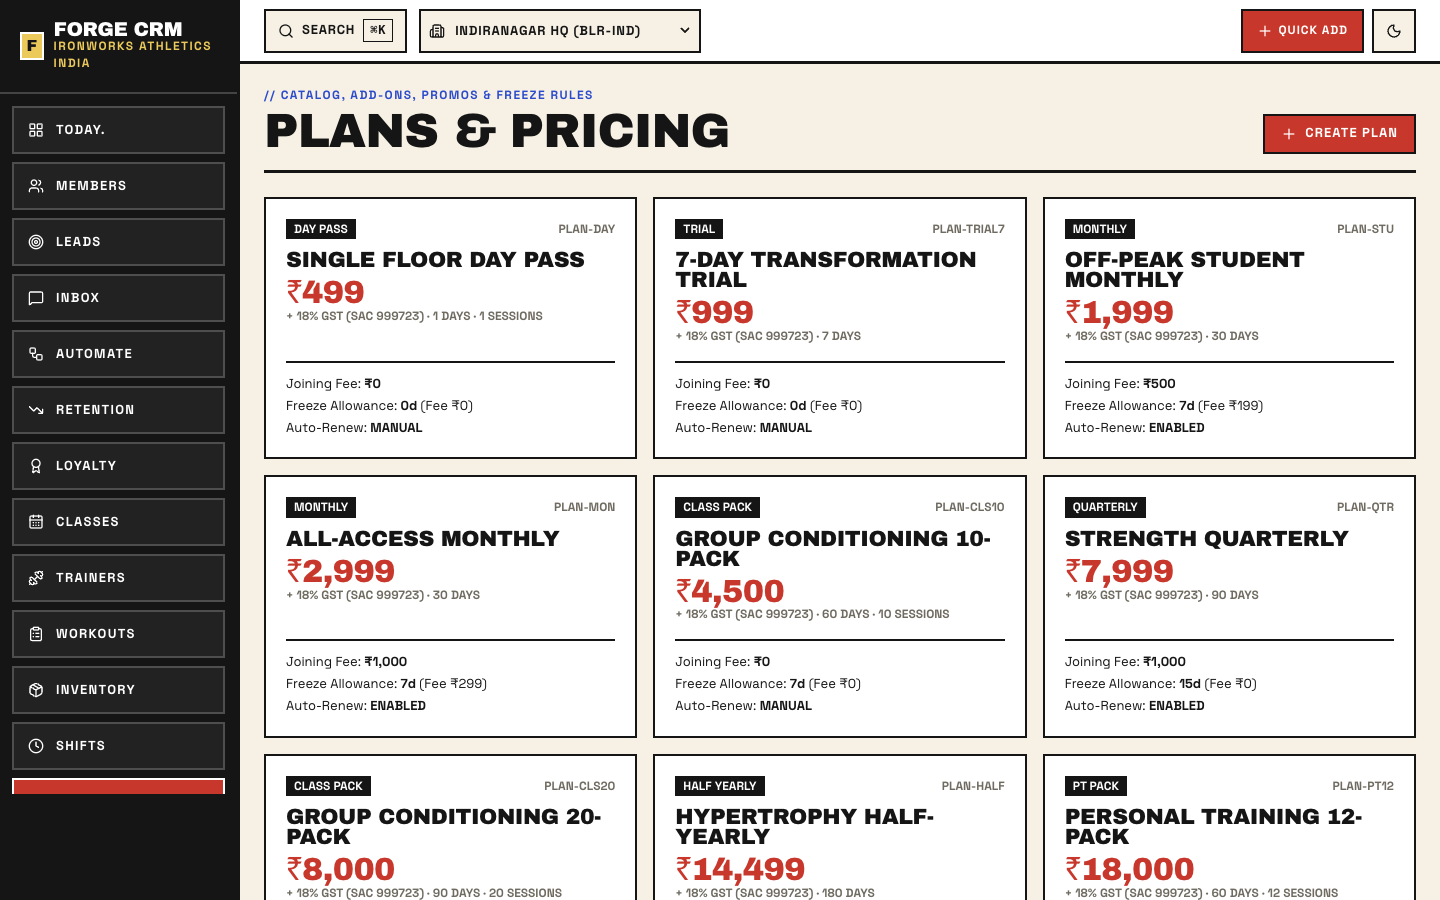 F
FORGE CRM
IRONWORKS ATHLETICS
INDIA
TODAY.
MEMBERS
LEADS
INBOX
AUTOMATE
RETENTION
LOYALTY
CLASSES
TRAINERS
WORKOUTS
INVENTORY
SHIFTS
SEARCH ⌘K
INDIRANAGAR HQ (BLR-IND)
QUICK ADD
// CATALOG, ADD-ONS, PROMOS & FREEZE RULES
PLANS & PRICING
CREATE PLAN
DAY PASS PLAN-DAY
SINGLE FLOOR DAY PASS
₹499
+ 18% GST (SAC 999723) · 1 DAYS · 1 SESSIONS
Joining Fee: ₹0
Freeze Allowance: 0d (Fee ₹0)
Auto-Renew: MANUAL
TRIAL PLAN-TRIAL7
7-DAY TRANSFORMATION
TRIAL
₹999
+ 18% GST (SAC 999723) · 7 DAYS
Joining Fee: ₹0
Freeze Allowance: 0d (Fee ₹0)
Auto-Renew: MANUAL
MONTHLY PLAN-STU
OFF-PEAK STUDENT
MONTHLY
₹1,999
+ 18% GST (SAC 999723) · 30 DAYS
Joining Fee: ₹500
Freeze Allowance: 7d (Fee ₹199)
Auto-Renew: ENABLED
MONTHLY PLAN-MON
ALL-ACCESS MONTHLY
₹2,999
+ 18% GST (SAC 999723) · 30 DAYS
Joining Fee: ₹1,000
Freeze Allowance: 7d (Fee ₹299)
Auto-Renew: ENABLED
CLASS PACK PLAN-CLS10
GROUP CONDITIONING 10-
PACK
₹4,500
+ 18% GST (SAC 999723) · 60 DAYS · 10 SESSIONS
Joining Fee: ₹0
Freeze Allowance: 7d (Fee ₹0)
Auto-Renew: MANUAL
QUARTERLY PLAN-QTR
STRENGTH QUARTERLY
₹7,999
+ 18% GST (SAC 999723) · 90 DAYS
Joining Fee: ₹1,000
Freeze Allowance: 15d (Fee ₹0)
Auto-Renew: ENABLED
CLASS PACK PLAN-CLS20
GROUP CONDITIONING 20-
PACK
₹8,000
+ 18% GST (SAC 999723) · 90 DAYS · 20 SESSIONS
HALF YEARLY PLAN-HALF
HYPERTROPHY HALF-
YEARLY
₹14,499
+ 18% GST (SAC 999723) · 180 DAYS
PT PACK PLAN-PT12
PERSONAL TRAINING 12-
PACK
₹18,000
+ 18% GST (SAC 999723) · 60 DAYS · 12 SESSIONS